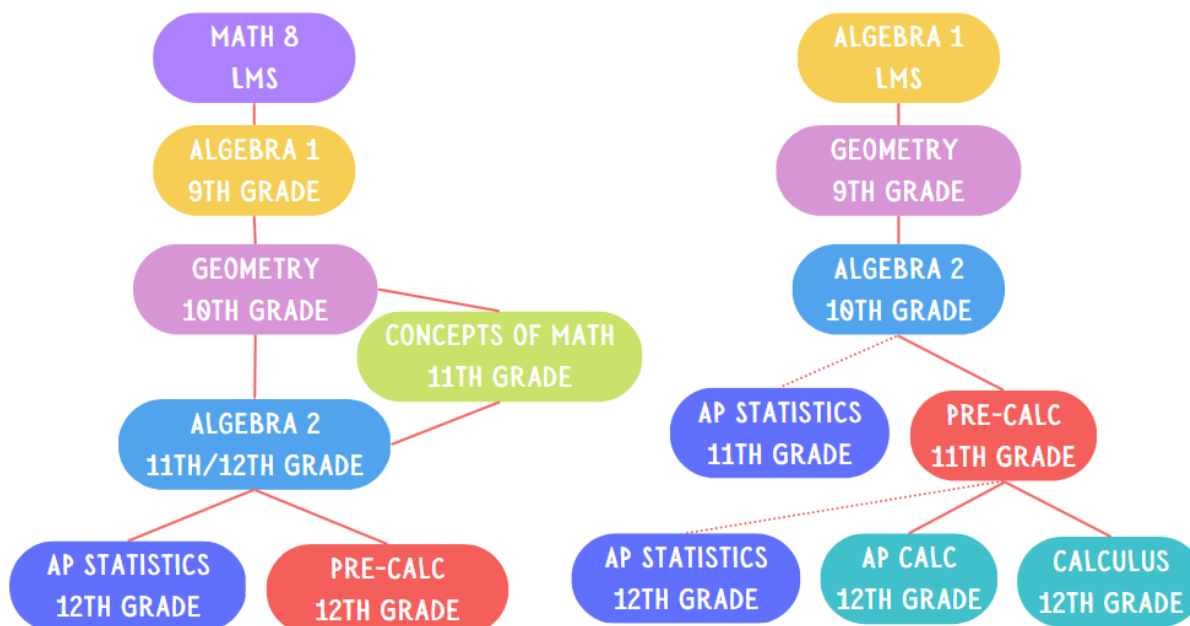 MATH 8
LMS
ALGEBRA 1
9TH GRADE
GEOMETRY
10TH GRADE
CONCEPTS OF MATH
11TH GRADE
ALGEBRA 2
11TH/12TH GRADE
AP STATISTICS
12TH GRADE
PRE-CALC
12TH GRADE
ALGEBRA 1
LMS
GEOMETRY
9TH GRADE
ALGEBRA 2
10TH GRADE
AP STATISTICS
11TH GRADE
PRE-CALC
11TH GRADE
AP STATISTICS
12TH GRADE
AP CALC
12TH GRADE
CALCULUS
12TH GRADE